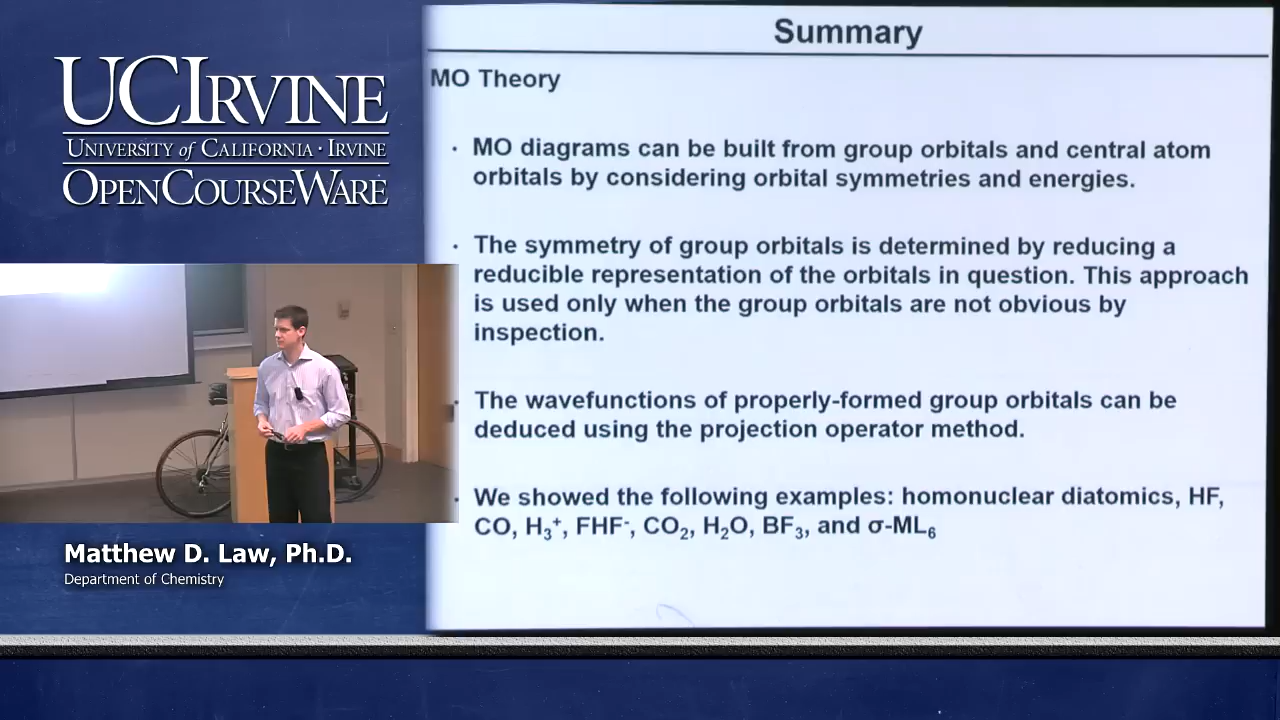 UCIRVINE
UNIVERSITY of CALIFORNIA · IRVINE
OPENCOURSEWARE
Matthew D. Law, Ph.D.
Department of Chemistry
Summary
MO Theory
· MO diagrams can be built from group orbitals and central atom
orbitals by considering orbital symmetries and energies.
· The symmetry of group orbitals is determined by reducing a
reducible representation of the orbitals in question. This approach
is used only when the group orbitals are not obvious by
inspection.
· The wavefunctions of properly-formed group orbitals can be
deduced using the projection operator method.
· We showed the following examples: homonuclear diatomics, HF,
CO, H₃⁺, FHF⁻, CO₂, H₂O, BF₃, and σ-ML₆